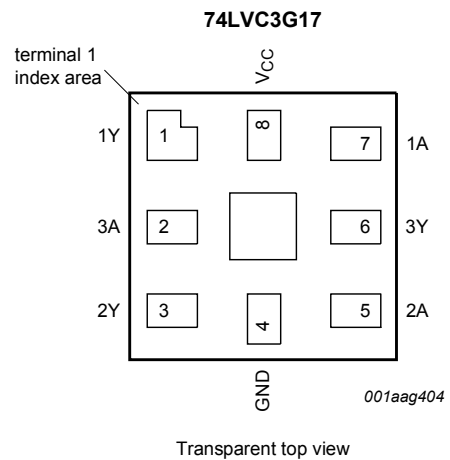 74LVC3G17
terminal 1
index area
VCC
1Y 1 8 7 1A
3A 2 6 3Y
2Y 3 4 5 2A
GND
001aag404
Transparent top view